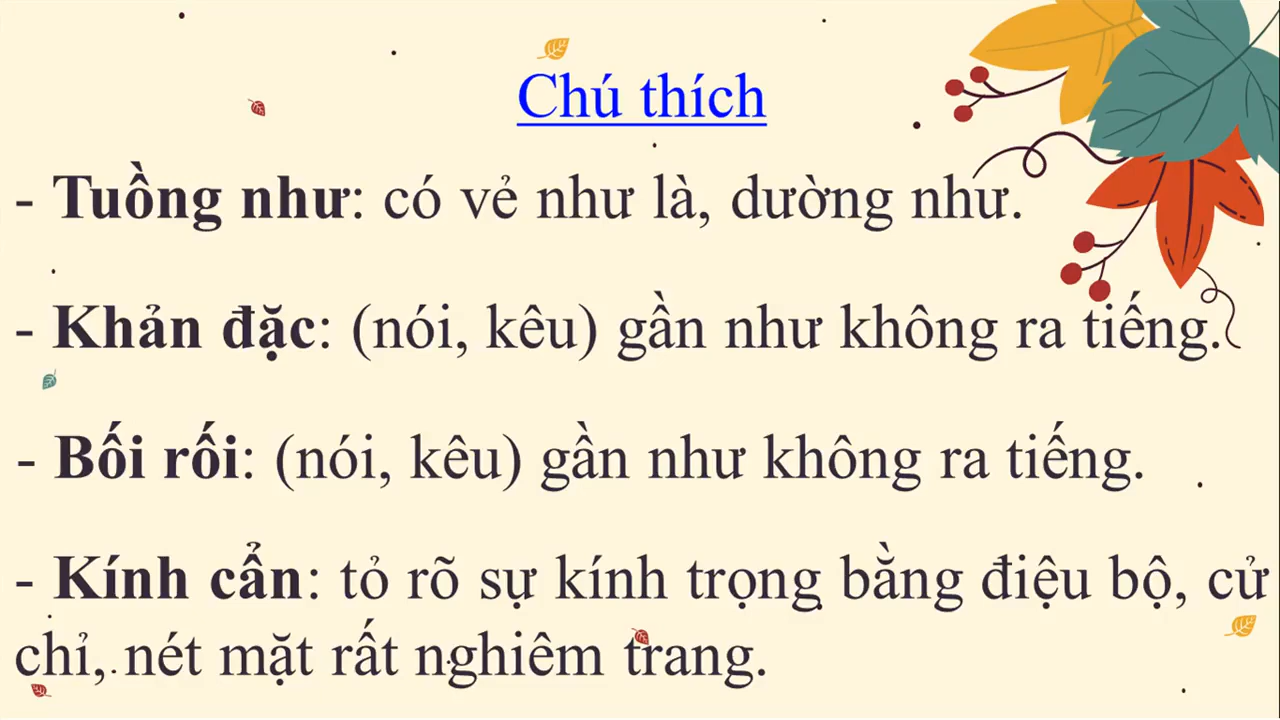 Chú thích
- Tuồng như: có vẻ như là, dường như.
- Khản đặc: (nói, kêu) gần như không ra tiếng.
- Bối rối: (nói, kêu) gần như không ra tiếng.
- Kính cẩn: tỏ rõ sự kính trọng bằng điệu bộ, cử
chỉ, nét mặt rất nghiêm trang.